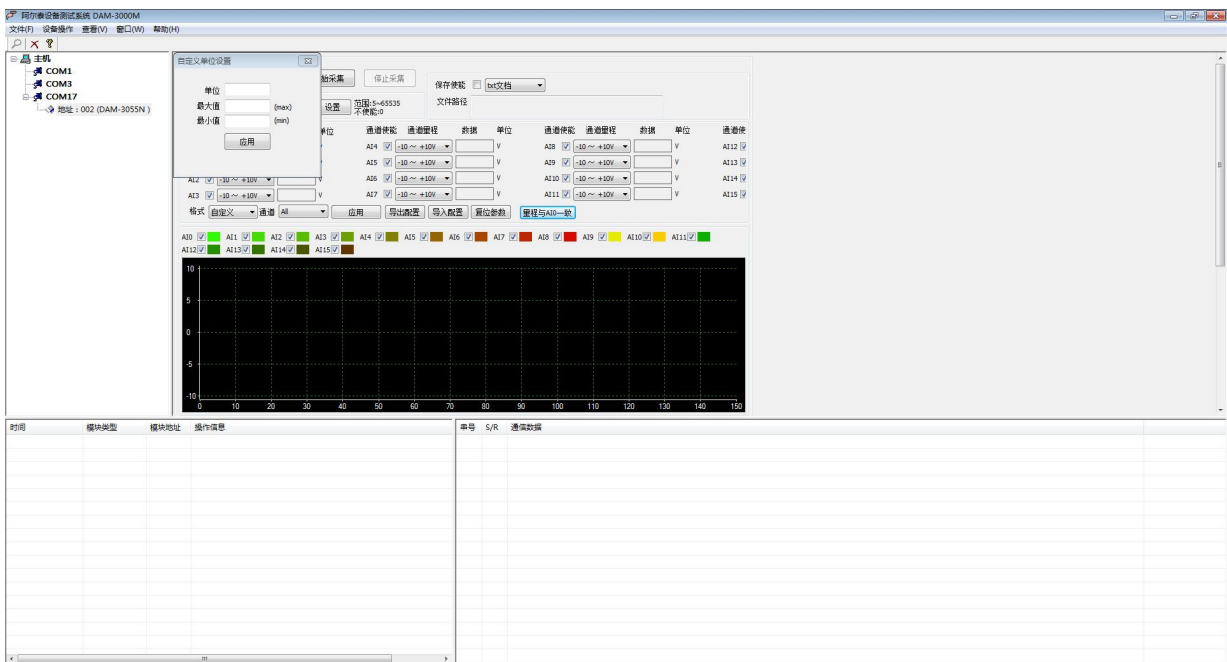 阿尔泰设备测试系统 DAM-3000M
文件(F) 设备操作 查看(V) 窗口(W) 帮助(H)
主机
COM1
COM3
COM17
地址：002 (DAM-3055N )
自定义单位设置
单位
最大值 (max)
最小值 (min)
应用
始采集 停止采集 保存使能 txt文档
设置 范围:5~65535 文件路径
不使能:0
单位 通道使能 通道里程 数据 单位 通道使能 通道里程 数据 单位 通道使
AI4 -10 ~ +10V V AI8 -10 ~ +10V V AI12
AI5 -10 ~ +10V V AI9 -10 ~ +10V V AI13
AI2 -10 ~ +10V V AI6 -10 ~ +10V V AI10 -10 ~ +10V V AI14
AI3 -10 ~ +10V V AI7 -10 ~ +10V V AI11 -10 ~ +10V V AI15
格式 自定义 通道 All 应用 导出配置 导入配置 复位参数 里程与AI0一致
AI0 AI1 AI2 AI3 AI4 AI5 AI6 AI7 AI8 AI9 AI10 AI11
AI12 AI13 AI14 AI15
10
5
0
-5
-10
0 10 20 30 40 50 60 70 80 90 100 110 120 130 140 150
时间 模块类型 模块地址 操作信息 串号 S/R 通信数据